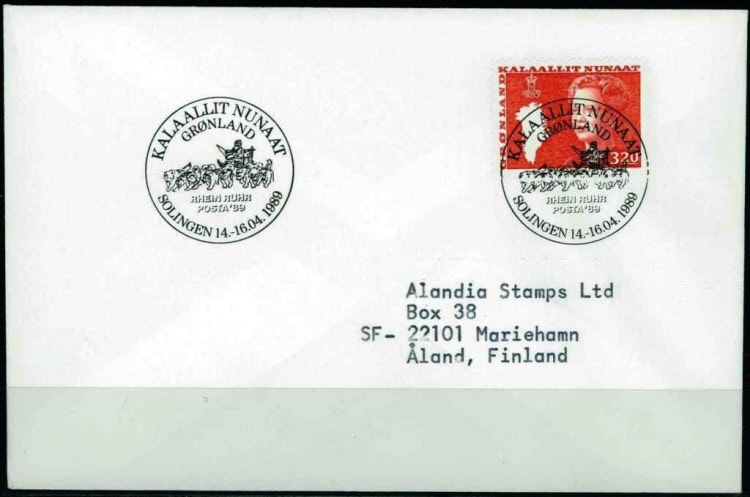 KALAALLIT NUNAAT
GRØNLAND
RHEIN RUHR
POSTA'89
SOLINGEN 14.-16.04.1989
KALAALLIT NUNAAT
GRØNLAND
3.20
KALAALLIT NUNAAT
GRØNLAND
RHEIN RUHR
POSTA'89
SOLINGEN 14.-16.04.1989
Alandia Stamps Ltd
Box 38
SF- 22101 Mariehamn
Åland, Finland